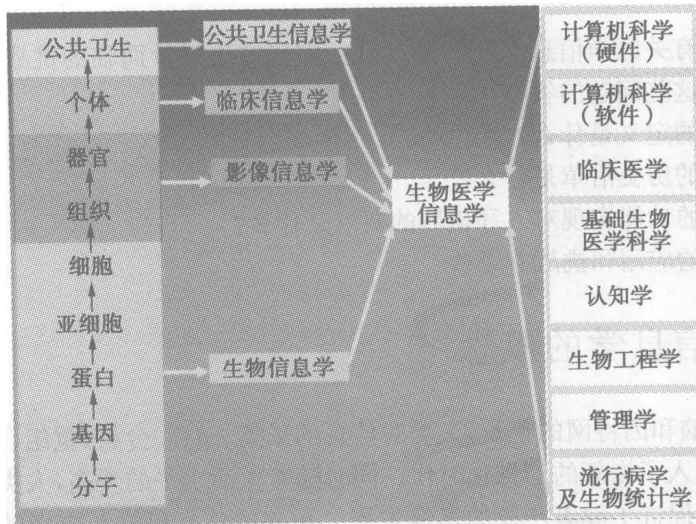 公共卫生
个体
器官
组织
细胞
亚细胞
蛋白
基因
分子
公共卫生信息学
临床信息学
影像信息学
生物信息学
生物医学
信息学
计算机科学
（硬件）
计算机科学
（软件）
临床医学
基础生物
医学科学
认知学
生物工程学
管理学
流行病学
及生物统计学